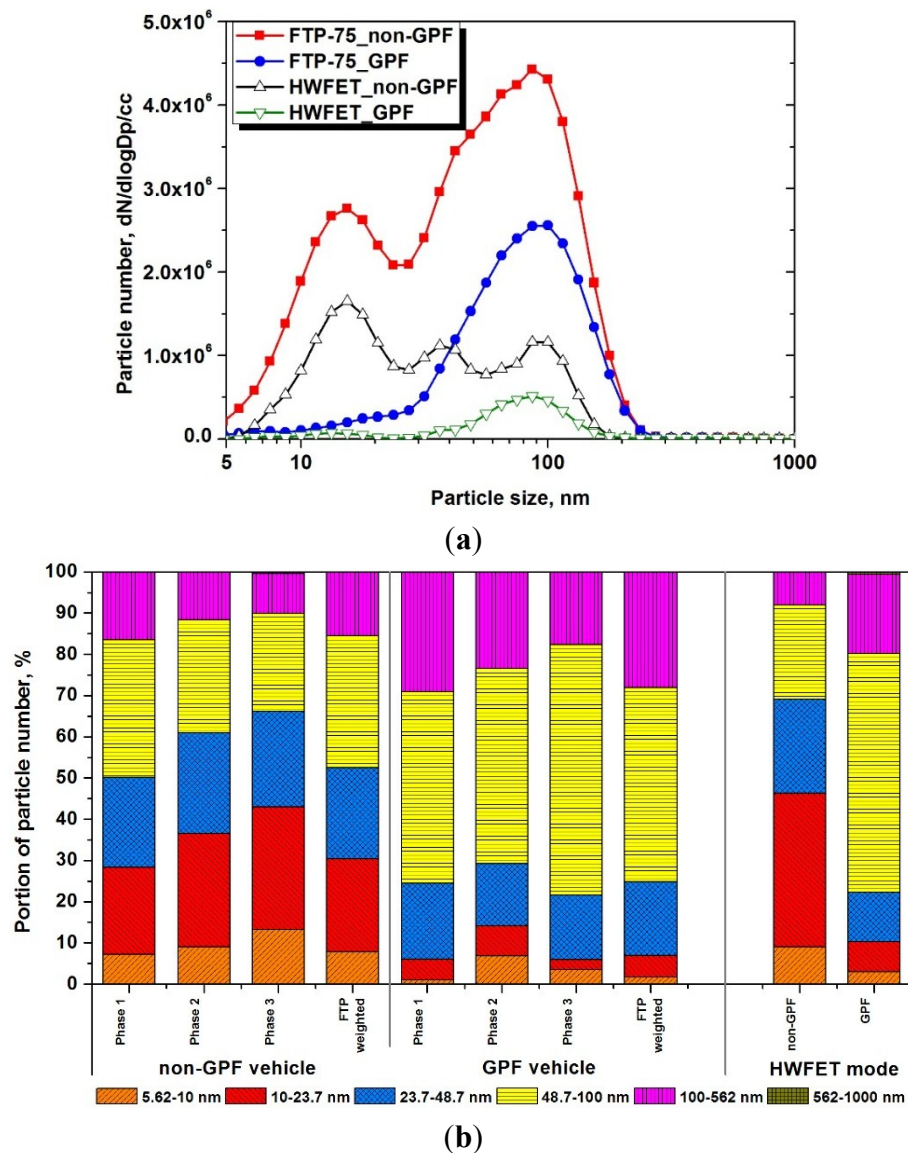 5.0x10⁶
4.0x10⁶
3.0x10⁶
2.0x10⁶
1.0x10⁶
0.0
Particle number, dN/dlogDp/cc
FTP-75_non-GPF
FTP-75_GPF
HWFET_non-GPF
HWFET_GPF
5 10 100 1000
Particle size, nm
(a)
100
90
80
70
60
50
40
30
20
10
0
Portion of particle number, %
Phase 1
Phase 2
Phase 3
FTP
weighted
Phase 1
Phase 2
Phase 3
FTP
weighted
non-GPF
GPF
non-GPF vehicle GPF vehicle HWFET mode
5.62-10 nm 10-23.7 nm 23.7-48.7 nm 48.7-100 nm 100-562 nm 562-1000 nm
(b)